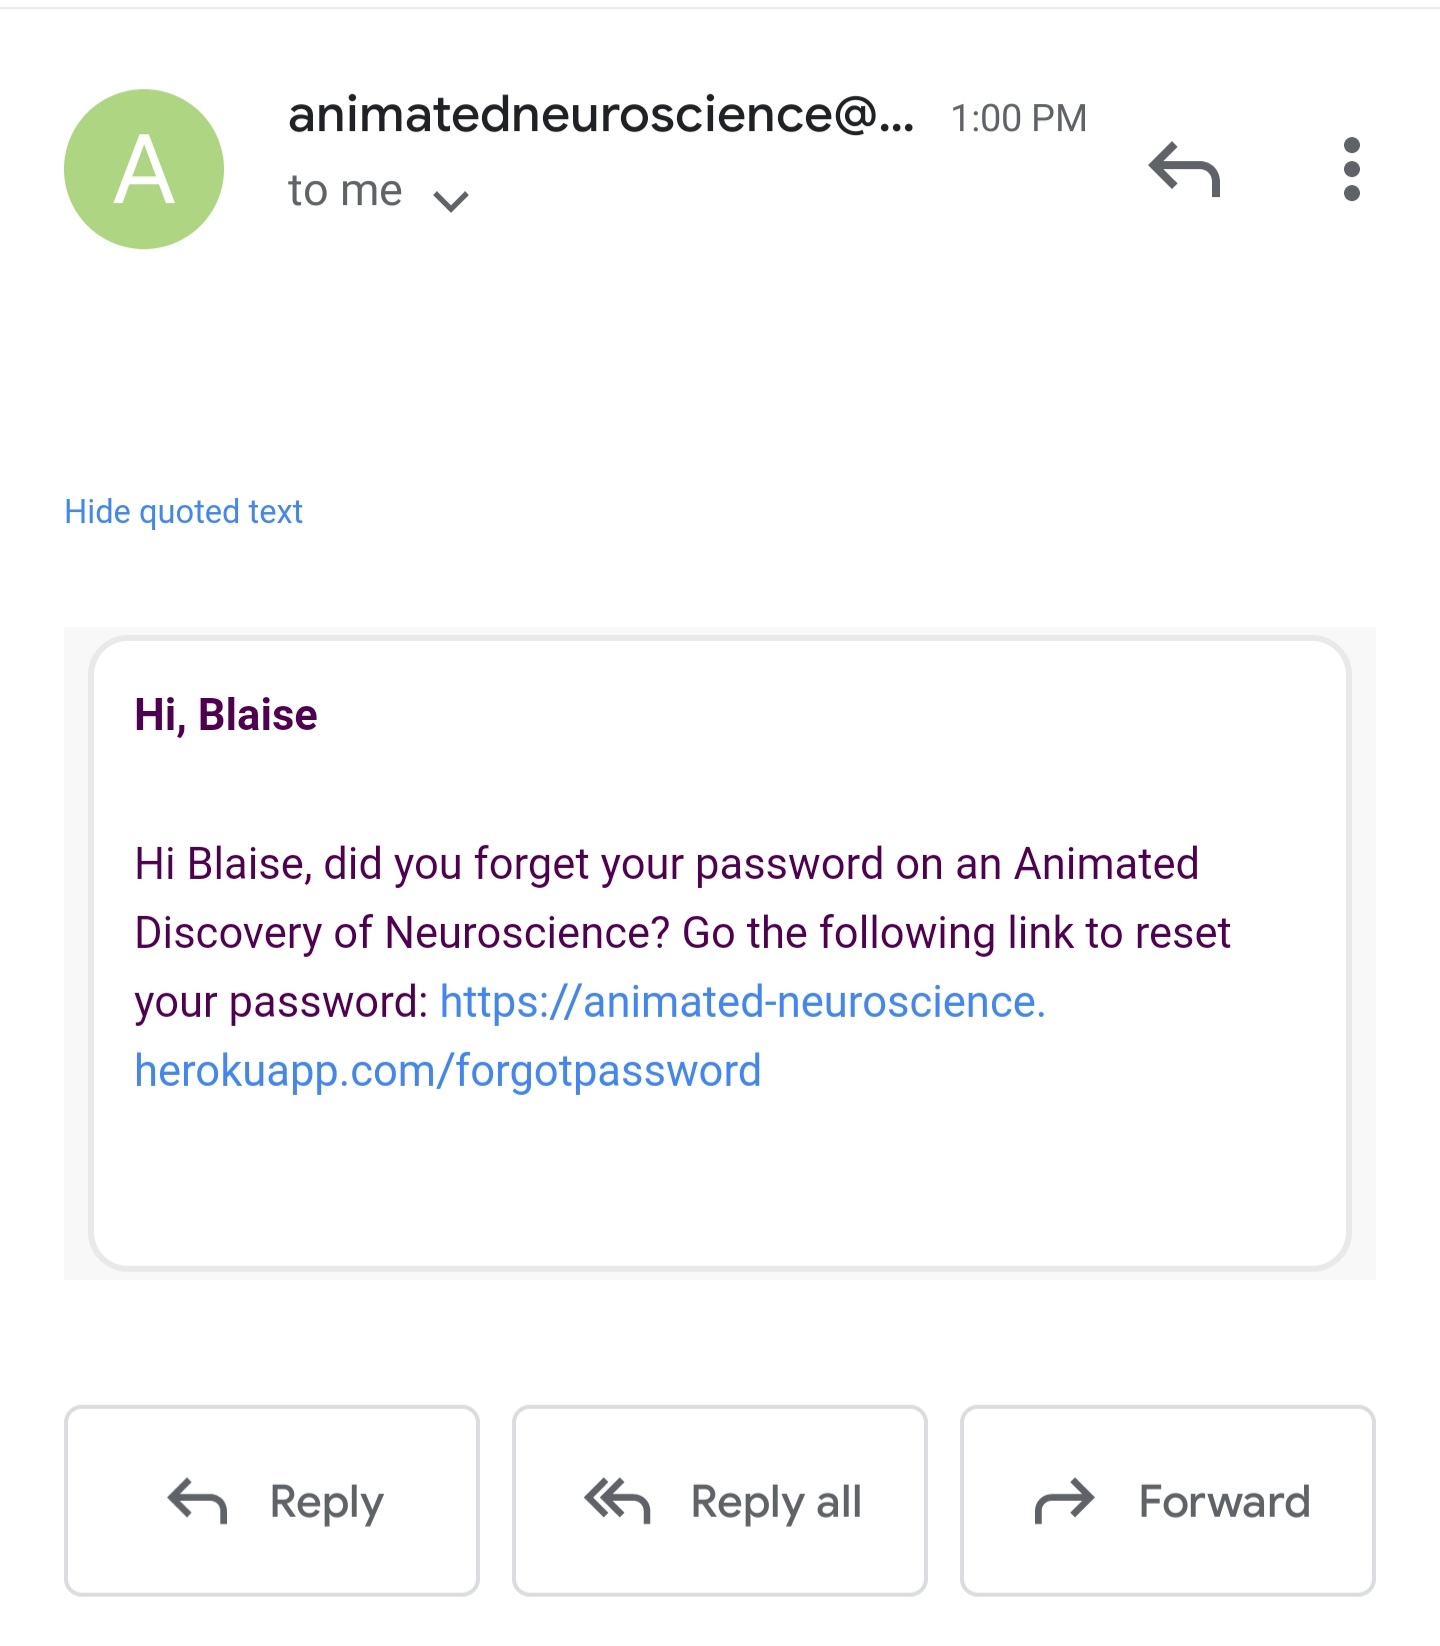 A
animatedneuroscience@... 1:00 PM
to me
Hide quoted text
Hi, Blaise
Hi Blaise, did you forget your password on an Animated
Discovery of Neuroscience? Go the following link to reset
your password: https://animated-neuroscience.
herokuapp.com/forgotpassword
Reply Reply all Forward